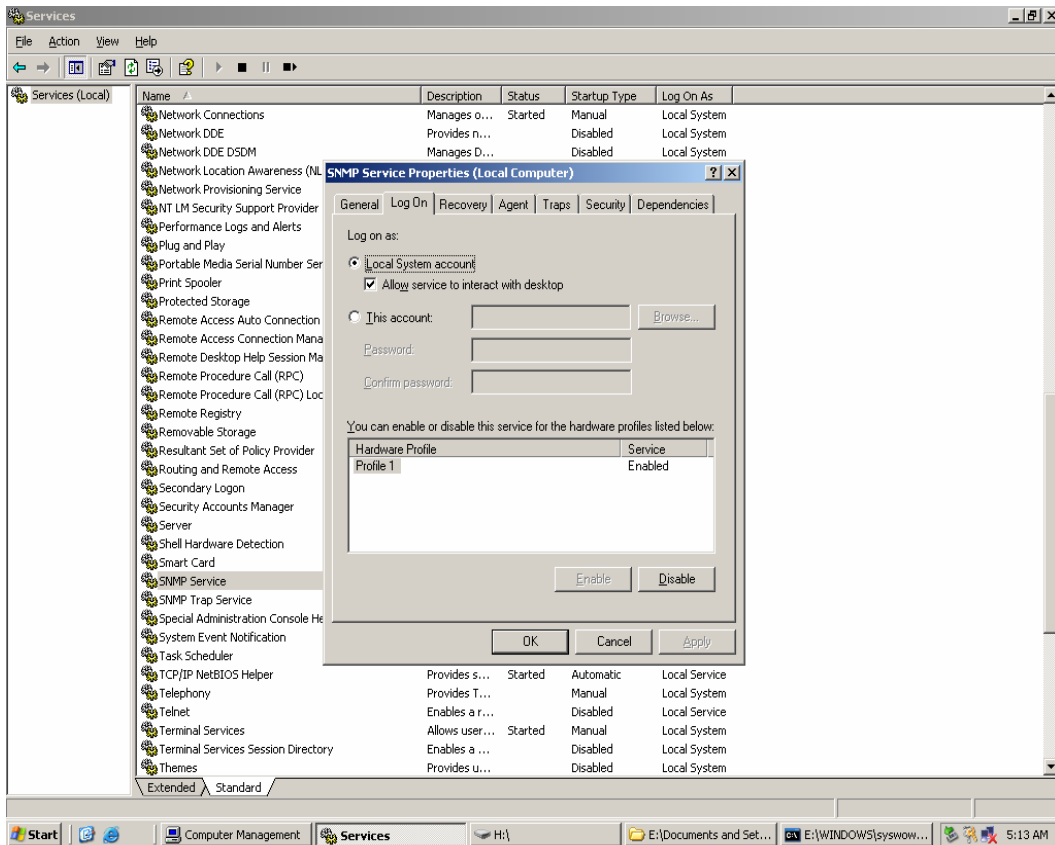 Services
File Action View Help
Services (Local)
Name Description Status Startup Type Log On As
Network Connections Manages o... Started Manual Local System
Network DDE Provides n... Disabled Local System
Network DDE DSDM Manages D... Disabled Local System
Network Location Awareness (NL
Network Provisioning Service
NT LM Security Support Provider
Performance Logs and Alerts
Plug and Play
Portable Media Serial Number Ser
Print Spooler
Protected Storage
Remote Access Auto Connection
Remote Access Connection Mana
Remote Desktop Help Session Ma
Remote Procedure Call (RPC)
Remote Procedure Call (RPC) Loc
Remote Registry
Removable Storage
Resultant Set of Policy Provider
Routing and Remote Access
Secondary Logon
Security Accounts Manager
Server
Shell Hardware Detection
Smart Card
SNMP Service
SNMP Trap Service
Special Administration Console He
System Event Notification
Task Scheduler
TCP/IP NetBIOS Helper Provides s... Started Automatic Local Service
Telephony Provides T... Manual Local System
Telnet Enables a r... Disabled Local Service
Terminal Services Allows user... Started Manual Local System
Terminal Services Session Directory Enables a ... Disabled Local System
Themes Provides u... Disabled Local System
Extended Standard
SNMP Service Properties (Local Computer)
General Log On Recovery Agent Traps Security Dependencies
Log on as:
Local System account
Allow service to interact with desktop
This account: Browse...
Password:
Confirm password:
You can enable or disable this service for the hardware profiles listed below:
Hardware Profile Service
Profile 1 Enabled
Enable Disable
OK Cancel Apply
Start Computer Management Services H:\ E:\Documents and Set... E:\WINDOWS\syswow... 5:13 AM